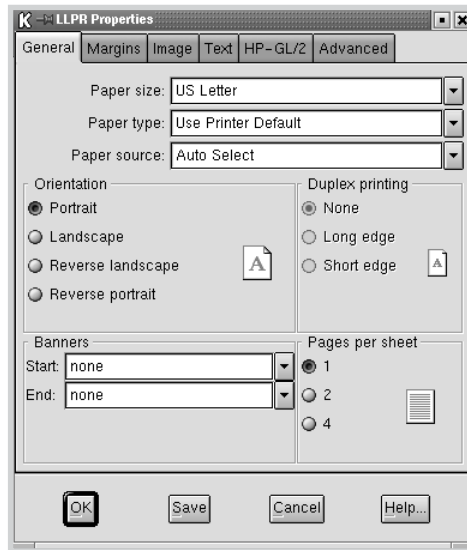 LLPR Properties
General Margins Image Text HP-GL/2 Advanced
Paper size: US Letter
Paper type: Use Printer Default
Paper source: Auto Select
Orientation
Portrait
Landscape
Reverse landscape
Reverse portrait
A
Duplex printing
None
Long edge
Short edge
A
Banners
Start: none
End: none
Pages per sheet
1
2
4
OK Save Cancel Help...